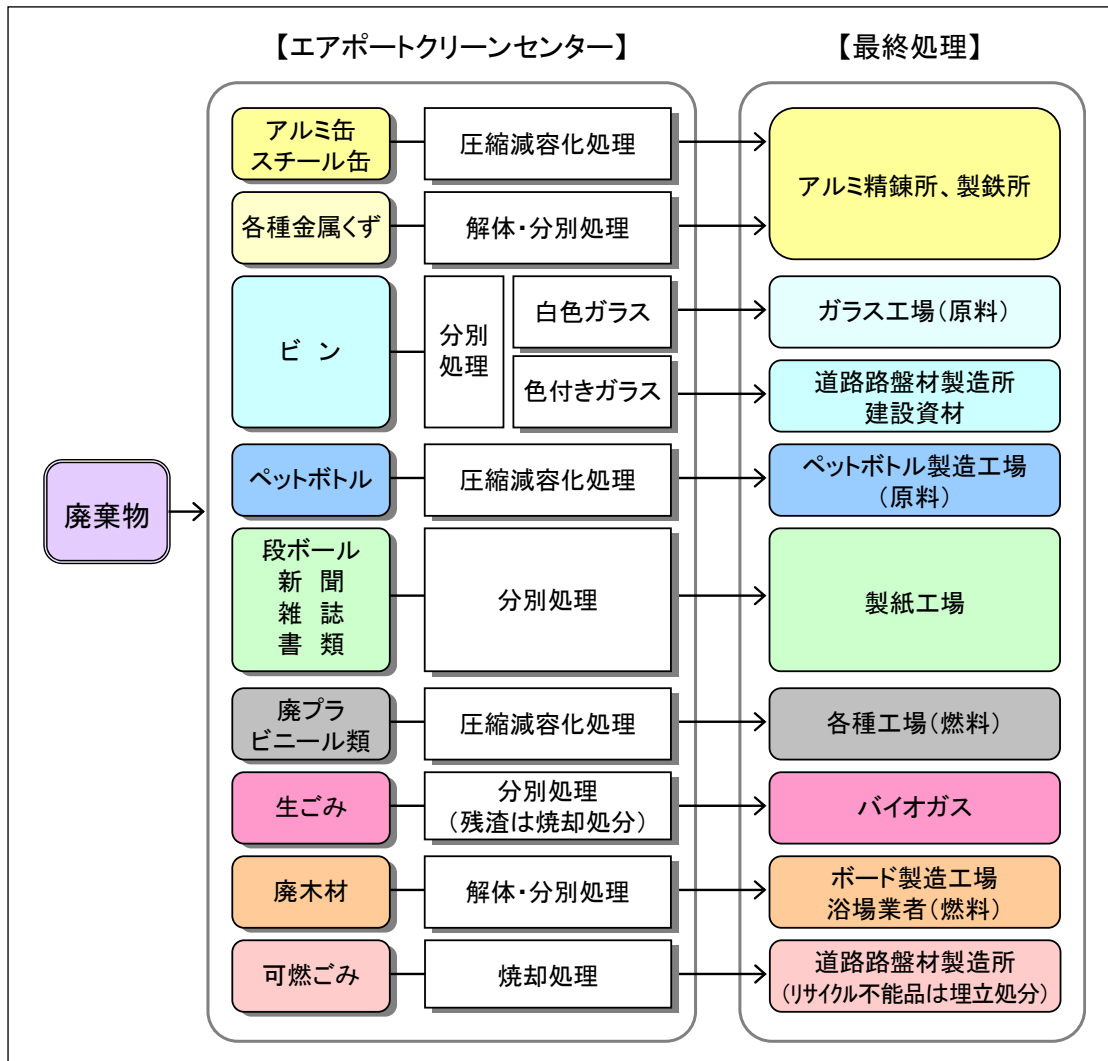 【エアポートクリーンセンター】
【最終処理】
廃棄物
アルミ缶
スチール缶
圧縮減容化処理
アルミ精錬所、製鉄所
各種金属くず
解体・分別処理
ビ ン
分別
処理
白色ガラス
ガラス工場(原料)
色付きガラス
道路路盤材製造所
建設資材
ペットボトル
圧縮減容化処理
ペットボトル製造工場
(原料)
段ボール
新 聞
雑 誌
書 類
分別処理
製紙工場
廃プラ
ビニール類
圧縮減容化処理
各種工場(燃料)
生ごみ
分別処理
(残渣は焼却処分)
バイオガス
廃木材
解体・分別処理
ボード製造工場
浴場業者(燃料)
可燃ごみ
焼却処理
道路路盤材製造所
(リサイクル不能品は埋立処分)